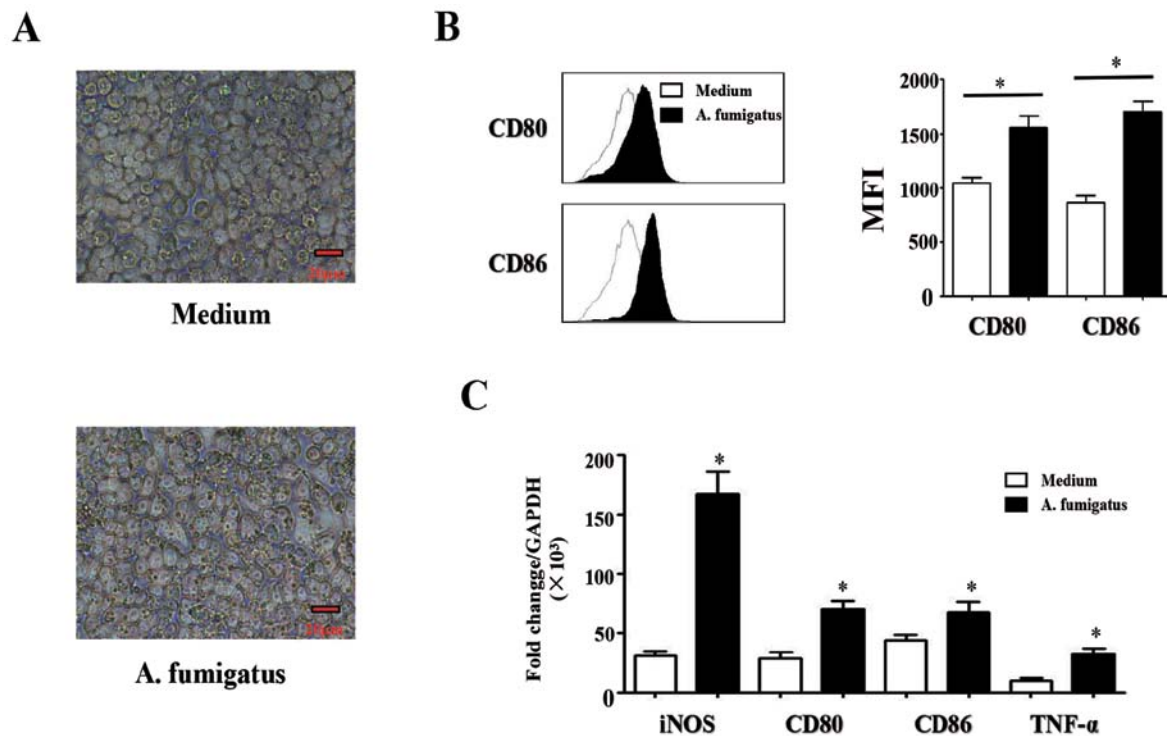 A
Medium
A. fumigatus
B
CD80
CD86
Medium
A. fumigatus
MFI
2000
1500
1000
500
0
*
*
CD80
CD86
C
Fold changge/GAPDH
(×10³)
200
150
100
50
0
*
*
*
*
Medium
A. fumigatus
iNOS
CD80
CD86
TNF-α